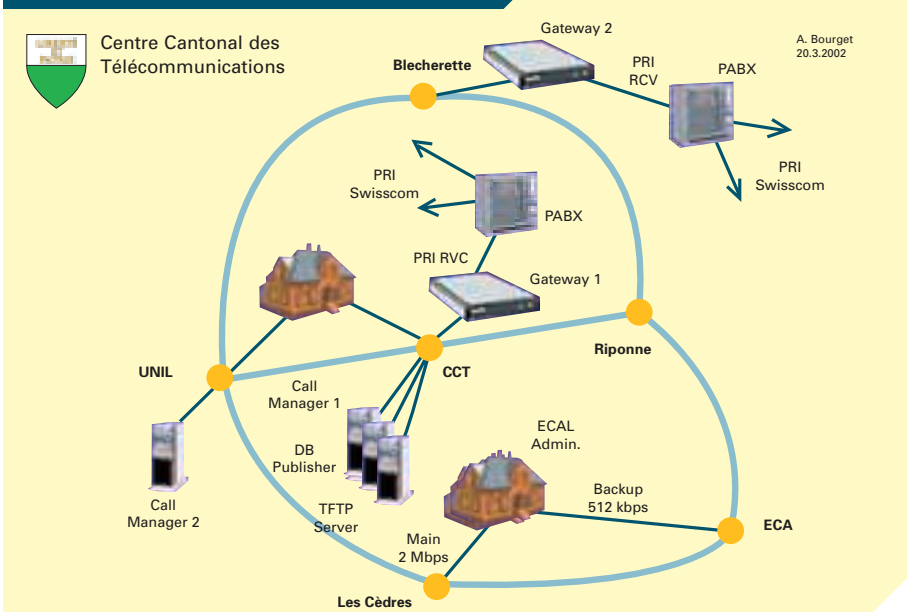 Centre Cantonal des
Télécommunications
Gateway 2
A. Bourget
20.3.2002
Blecherette
PRI
RCV
PABX
PRI
Swisscom
PRI
Swisscom
PABX
PRI RVC
Gateway 1
Riponne
UNIL
CCT
Call
Manager 1
ECAL
Admin.
DB
Publisher
Backup
512 kbps
Call
Manager 2
TFTP
Server
Main
2 Mbps
ECA
Les Cèdres